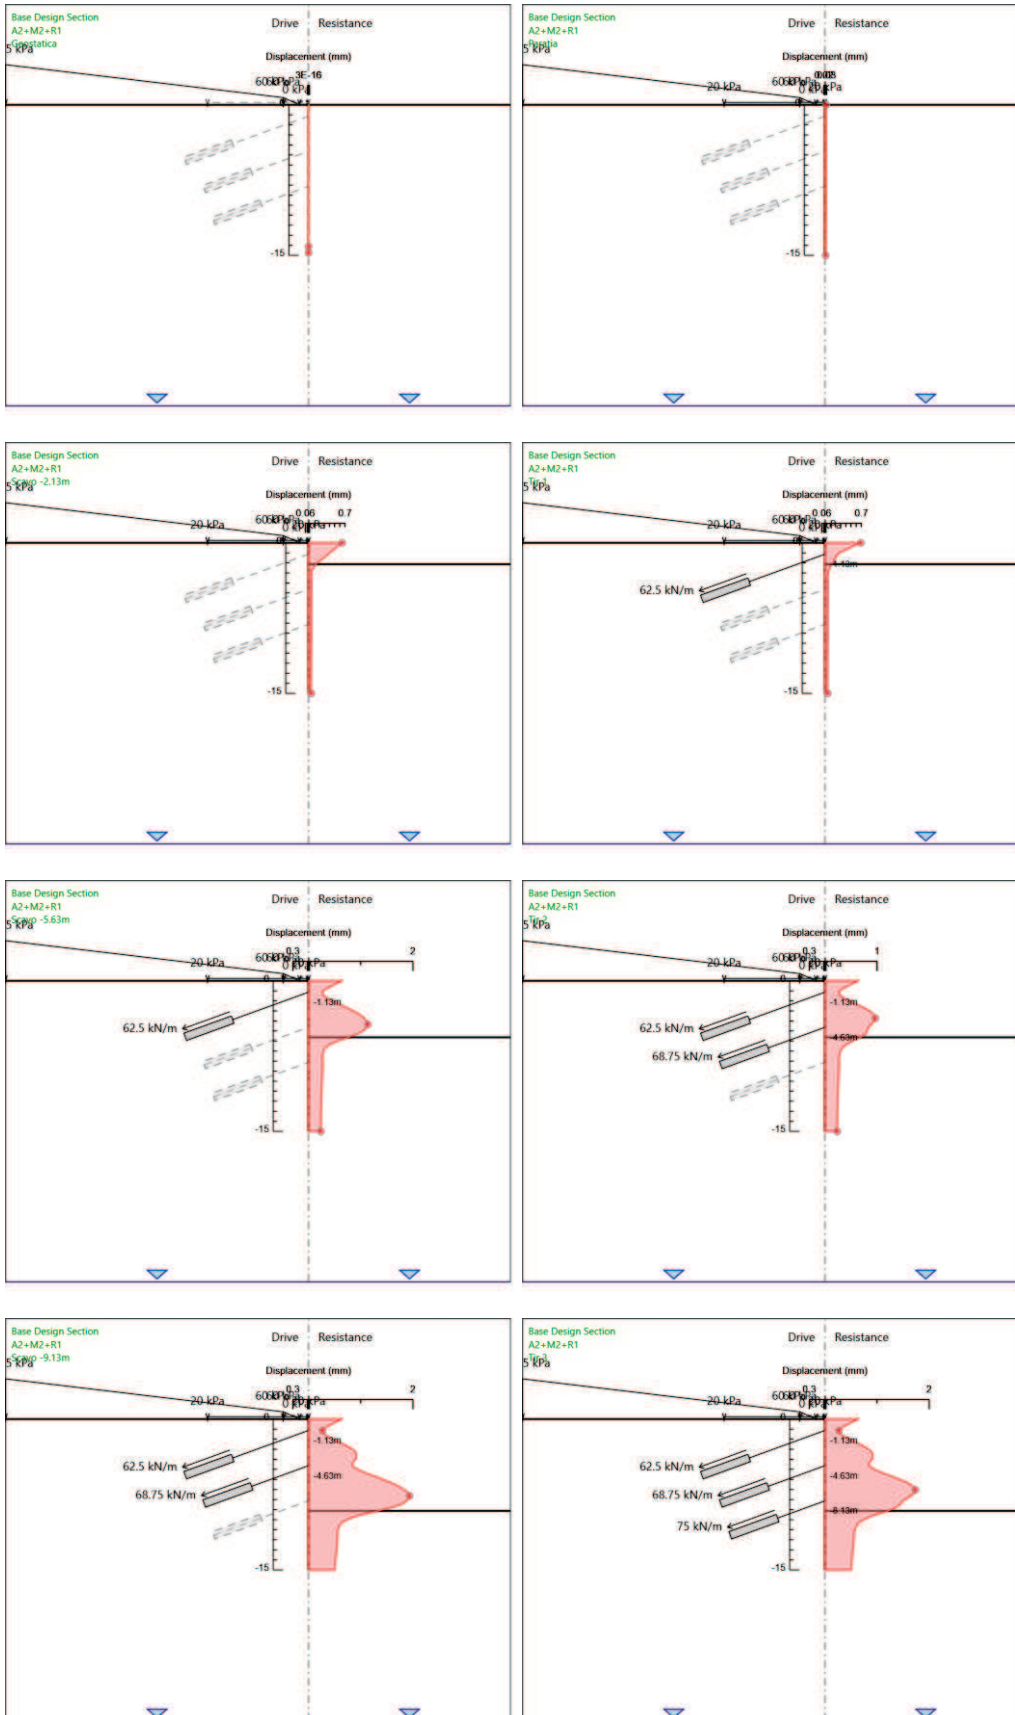 Base Design Section
A2+M2+R1
Geostatica
5 kPa
Drive
Resistance
Displacement (mm)
3E-16
0 kPa
-15
Base Design Section
A2+M2+R1
Paratia
5 kPa
Drive
Resistance
Displacement (mm)
20 kPa
20 kPa
-15
Base Design Section
A2+M2+R1
Scavo -2.13m
5 kPa
Drive
Resistance
Displacement (mm)
0.06
0.7
20 kPa
-15
Base Design Section
A2+M2+R1
5 kPa
Drive
Resistance
Displacement (mm)
0.06
0.7
20 kPa
-1.13m
62.5 kN/m
-15
Base Design Section
A2+M2+R1
Scavo -5.63m
5 kPa
Drive
Resistance
Displacement (mm)
0.3
2
20 kPa
0
-1.13m
62.5 kN/m
-15
Base Design Section
A2+M2+R1
5 kPa
Drive
Resistance
Displacement (mm)
0.3
1
20 kPa
0
-1.13m
62.5 kN/m
-4.63m
68.75 kN/m
-15
Base Design Section
A2+M2+R1
Scavo -9.13m
5 kPa
Drive
Resistance
Displacement (mm)
0.3
2
20 kPa
0
-1.13m
62.5 kN/m
-4.63m
68.75 kN/m
-15
Base Design Section
A2+M2+R1
5 kPa
Drive
Resistance
Displacement (mm)
0.3
2
20 kPa
0
-1.13m
62.5 kN/m
-4.63m
68.75 kN/m
-8.13m
75 kN/m
-15